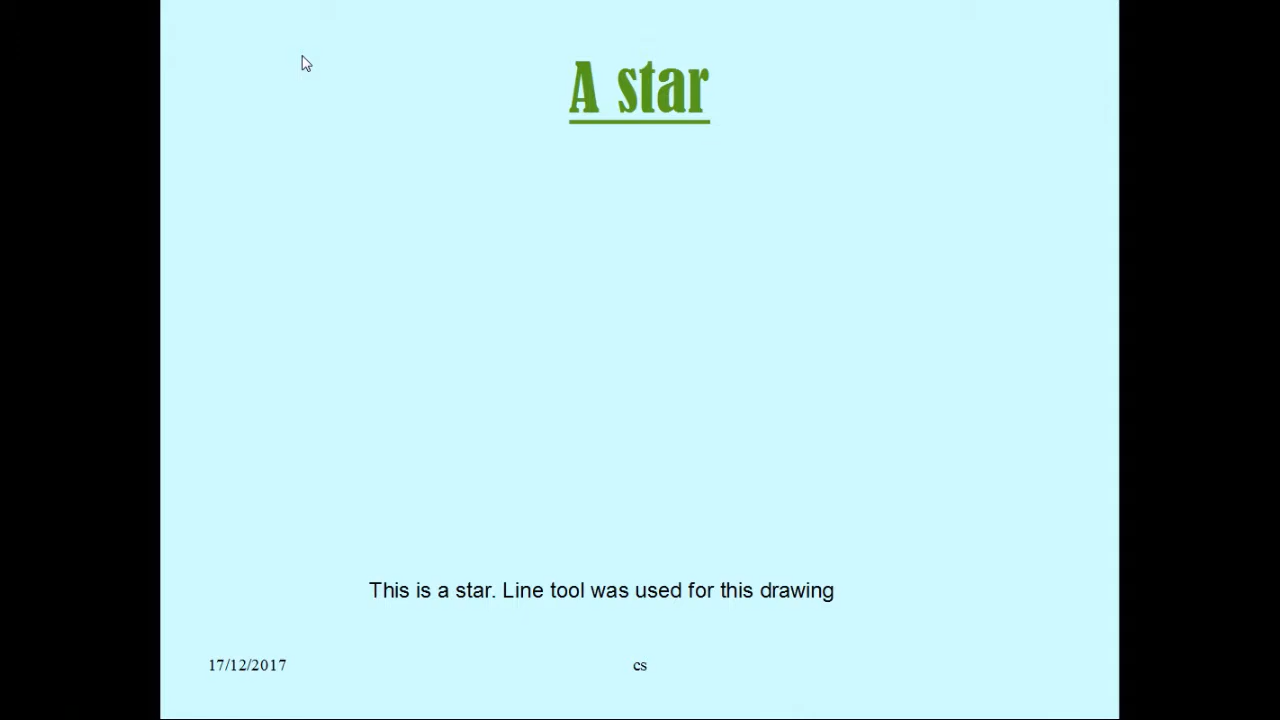 A star
This is a star. Line tool was used for this drawing
17/12/2017
cs